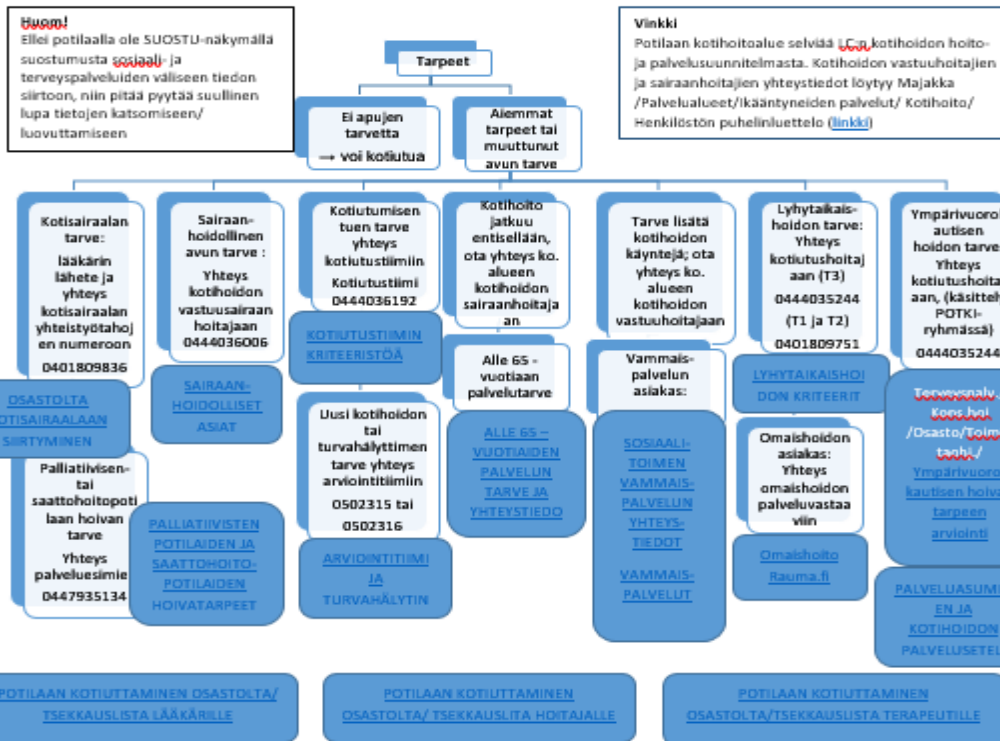 Huom!
Ellei potilaalla ole SUOSTU-näkymällä
suostumusta sosiaali- ja
terveyspalveluiden väliseen tiedon
siirtoon, niin pitää pyytää suullinen
lupa tietojen katsomiseen/
luovuttamiseen
Vinkki
Potilaan kotihoitoalue selviää LC:n kotihoidon hoito-
ja palvelusuunnitelmasta. Kotihoidon vastuuhoitajien
ja sairaanhoitajien yhteystiedot löytyy Majakka
/Palvelualueet/Ikääntyneiden palvelut/ Kotihoito/
Henkilöstön puhelinluettelo (linkki)
Tarpeet
Ei apujen
tarvetta
→ voi kotiutua
Aiemmat
tarpeet tai
muuttunut
avun tarve
Kotisairaalan
tarve:
lääkärin
lähete ja
yhteys
kotisairaalan
yhteistyötahoj
en numeroon
0401809836
OSASTOLTA
OTISAIRAALAAN
SIIRTYMINEN
Palliatiivisen-
tai
saattohoitopoti
laan hoivan
tarve
Yhteys
palveluesimie
0447935134
Sairaan-
hoidollinen
avun tarve :
Yhteys
kotihoidon
vastuusairaan
hoitajaan
0444036006
SAIRAAN-
HOIDOLLISET
ASIAT
PALLIATIIVISTEN
POTILAIDEN JA
SAATTOHOITO-
POTILAIDEN
HOIVATARPEET
Kotiutumisen
tuen tarve
yhteys
kotiutustiimiin
Kotiutustiimi
0444036192
KOTIUTUSTIIMIN
KRITEERISTÖÄ
Uusi kotihoidon
tai
turvahälyttimen
tarve yhteys
arviointitiimiin
0502315 tai
0502316
ARVIOINTITIIMI
JA
TURVAHÄLYTIN
Kotihoito
jatkuu
entisellään,
ota yhteys ko.
alueen
kotihoidon
sairaanhoitaja
an
Alle 65 -
vuotiaan
palvelutarve
ALLE 65 –
VUOTIAIDEN
PALVELUN
TARVE JA
YHTEYSTIEDO
Tarve lisätä
kotihoidon
käyntejä; ota
yhteys ko.
alueen
kotihoidon
vastuuhoitajaan
Vammais-
palvelun
asiakas:
SOSIAALI-
TOIMEN
VAMMAIS-
PALVELUN
YHTEYS-
TIEDOT
VAMMAIS-
PALVELUT
Lyhytaikais-
hoidon tarve:
Yhteys
kotiutushoitaj
aan (T3)
0444035244
(T1 ja T2)
0401809751
LYHYTAIKAISHOI
DON KRITEERIT
Omaishoidon
asiakas:
Yhteys
omaishoidon
palveluvastaa
viin
Omaishoito
Rauma.fi
Ympärivuorok
autisen
hoidon tarve
Yhteys
kotiutushoita
aan, (käsittely
POTKI-
ryhmässä)
0444035244
Terveyspalv.
Kons.hoi
/Osasto/Toim
/
Ympärivuoro
kautisen hoiva
tarpeen
arviointi
PALVELUASUMI
EN JA
KOTIHOIDON
PALVELUSETEL
POTILAAN KOTIUTTAMINEN OSASTOLTA/
TSEKKAUSLISTA LÄÄKÄRILLE
POTILAAN KOTIUTTAMINEN
OSASTOLTA/ TSEKKAUSLITA HOITAJALLE
POTILAAN KOTIUTTAMINEN
OSASTOLTA/TSEKKAUSLISTA TERAPEUTILLE